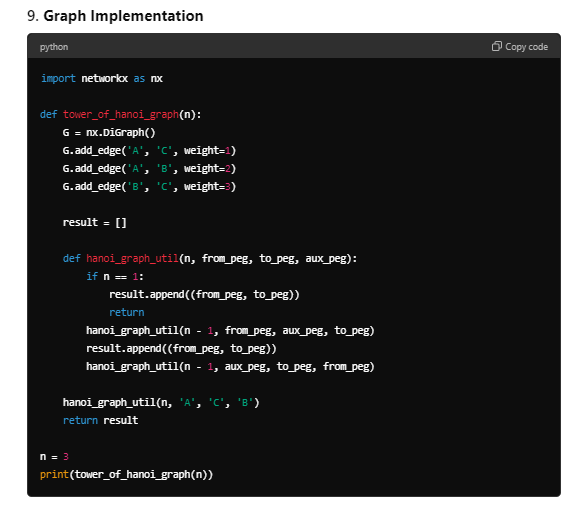 9. Graph Implementation
python
Copy code
import networkx as nx
def tower_of_hanoi_graph(n):
    G = nx.DiGraph()
    G.add_edge('A', 'C', weight=1)
    G.add_edge('A', 'B', weight=2)
    G.add_edge('B', 'C', weight=3)
    result = []
    def hanoi_graph_util(n, from_peg, to_peg, aux_peg):
        if n == 1:
            result.append((from_peg, to_peg))
            return
        hanoi_graph_util(n - 1, from_peg, aux_peg, to_peg)
        result.append((from_peg, to_peg))
        hanoi_graph_util(n - 1, aux_peg, to_peg, from_peg)
    hanoi_graph_util(n, 'A', 'C', 'B')
    return result
n = 3
print(tower_of_hanoi_graph(n))